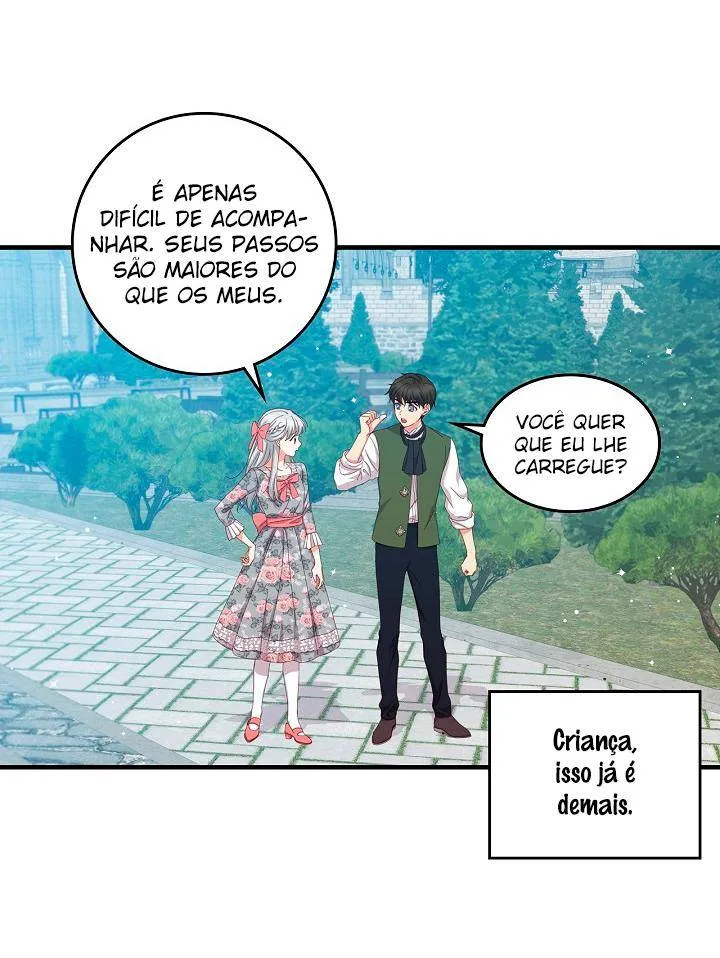 É APENAS
DIFÍCIL DE ACOMPA-
NHAR. SEUS PASSOS
SÃO MAIORES DO
QUE OS MEUS.
VOCÊ QUER
QUE EU LHE
CARREGUE?
Criança,
isso já é
demais.